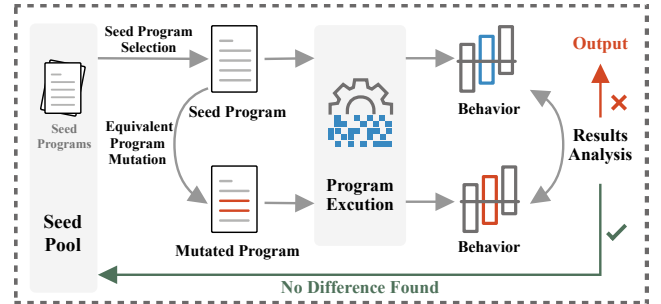 Seed Program
Selection
Output
Seed Program
Behavior
Seed
Programs
Equivalent
Program
Mutation
Results
Analysis
Program
Excution
Seed
Pool
Mutated Program
Behavior
No Difference Found